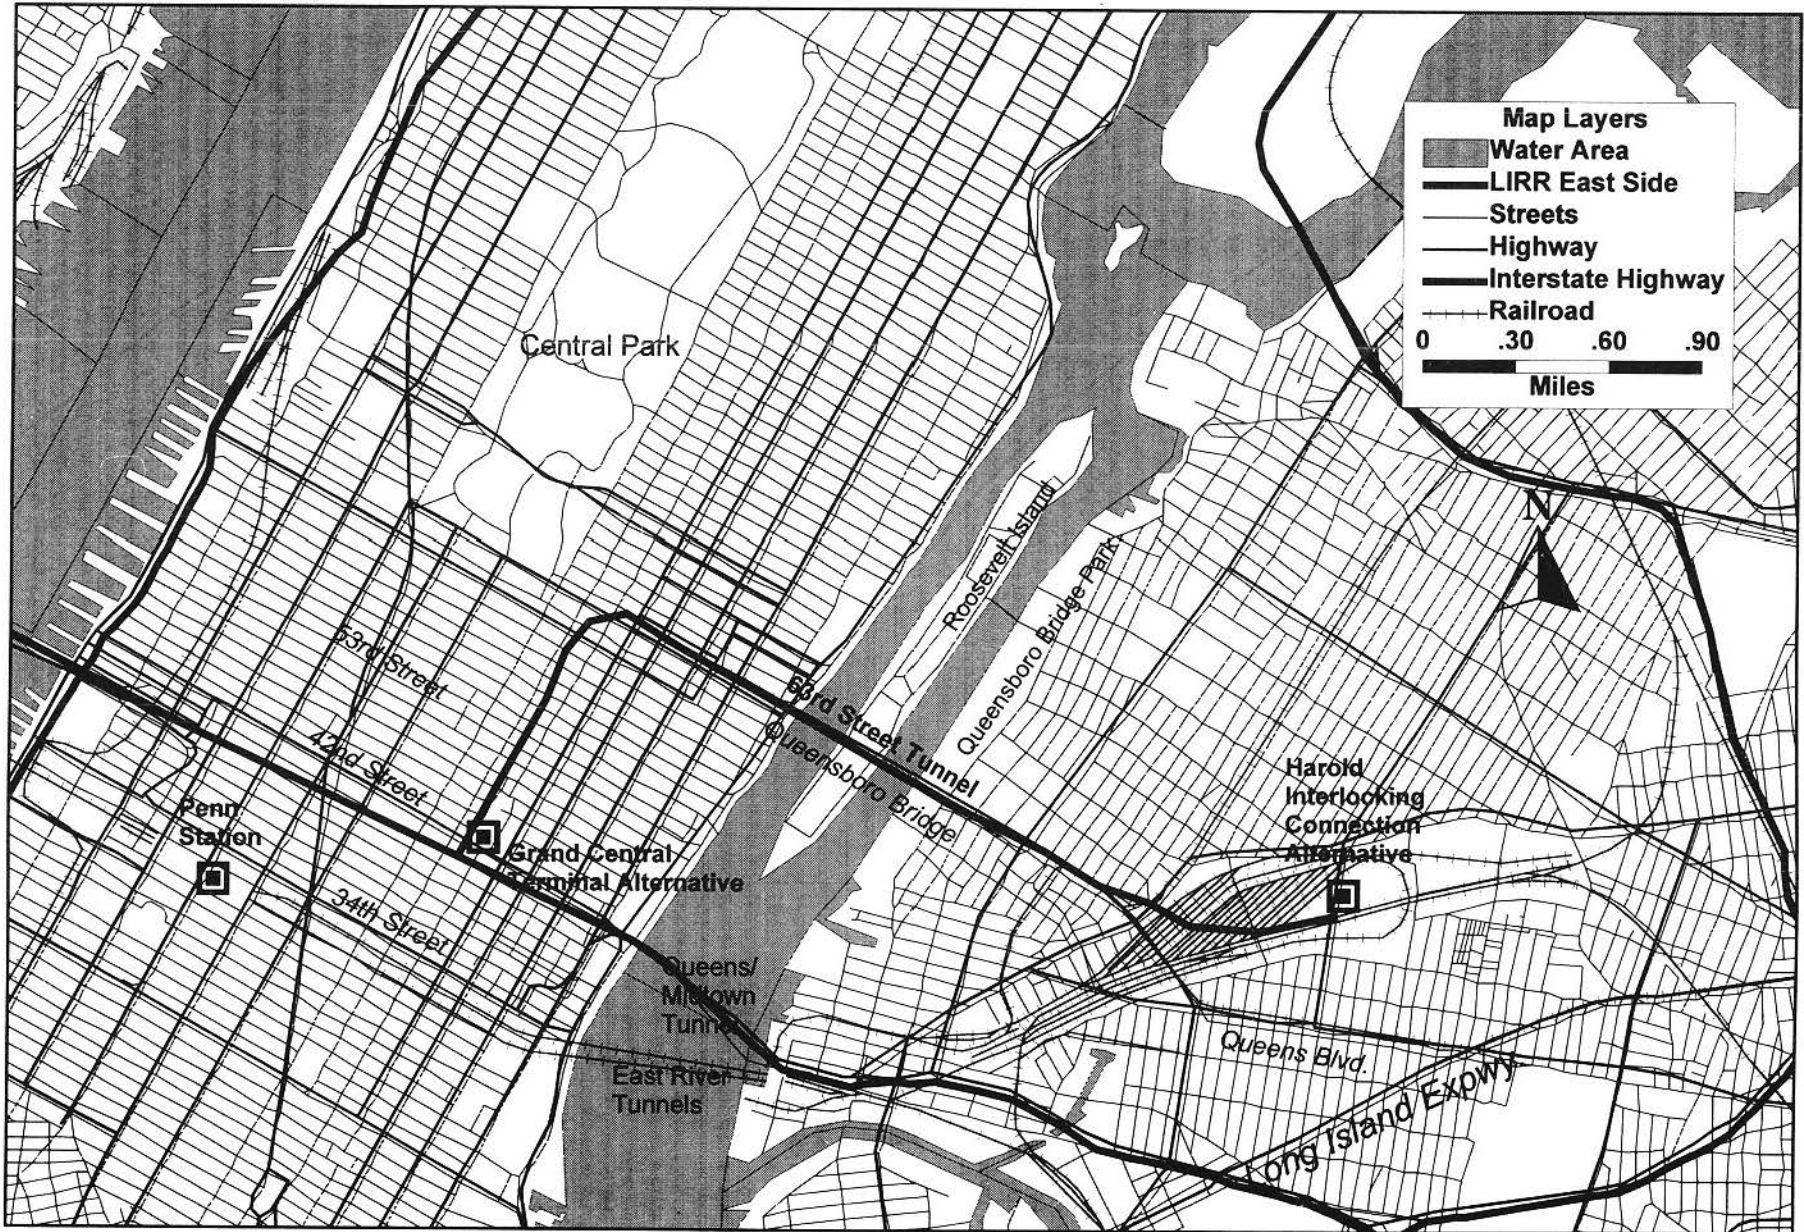 Map Layers
Water Area
LIRR East Side
Streets
Highway
Interstate Highway
Railroad
0 .30 .60 .90
Miles
Central Park
N
Roosevelt Island
Queensboro Bridge Park
53rd Street
63rd Street Tunnel
Queensboro Bridge
42nd Street
Penn
Station
Grand Central
Terminal Alternative
34th Street
Harold
Interlocking
Connection
Alternative
Queens/
Midtown
Tunnel
East River
Tunnels
Queens Blvd.
Long Island Expwy.